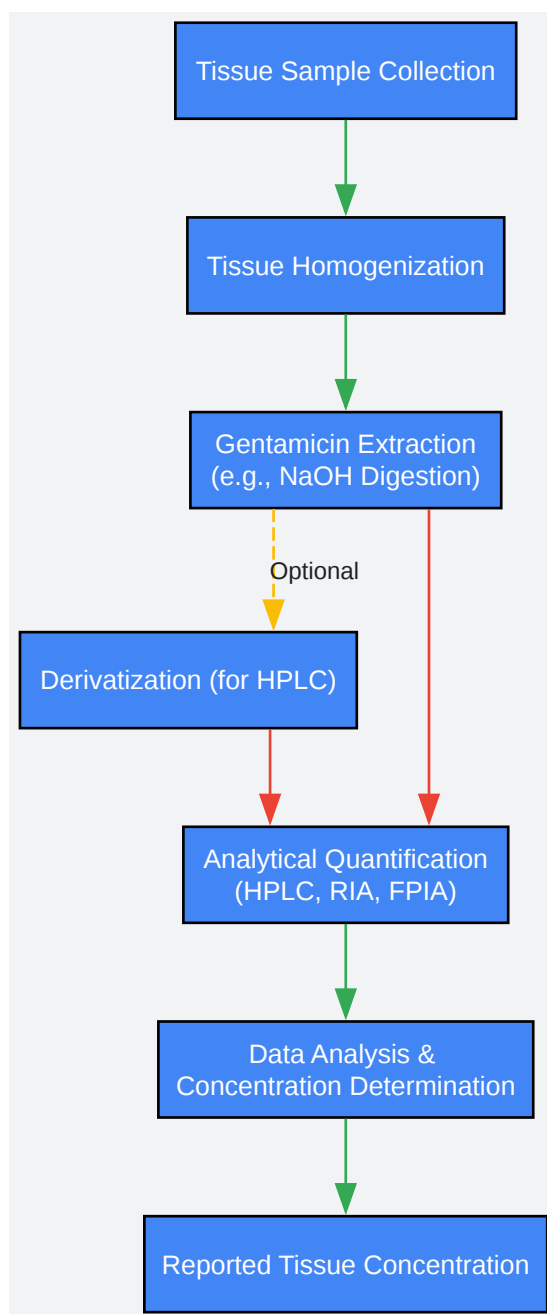 Tissue Sample Collection
Tissue Homogenization
Gentamicin Extraction
(e.g., NaOH Digestion)
Optional
Derivatization (for HPLC)
Analytical Quantification
(HPLC, RIA, FPIA)
Data Analysis &
Concentration Determination
Reported Tissue Concentration